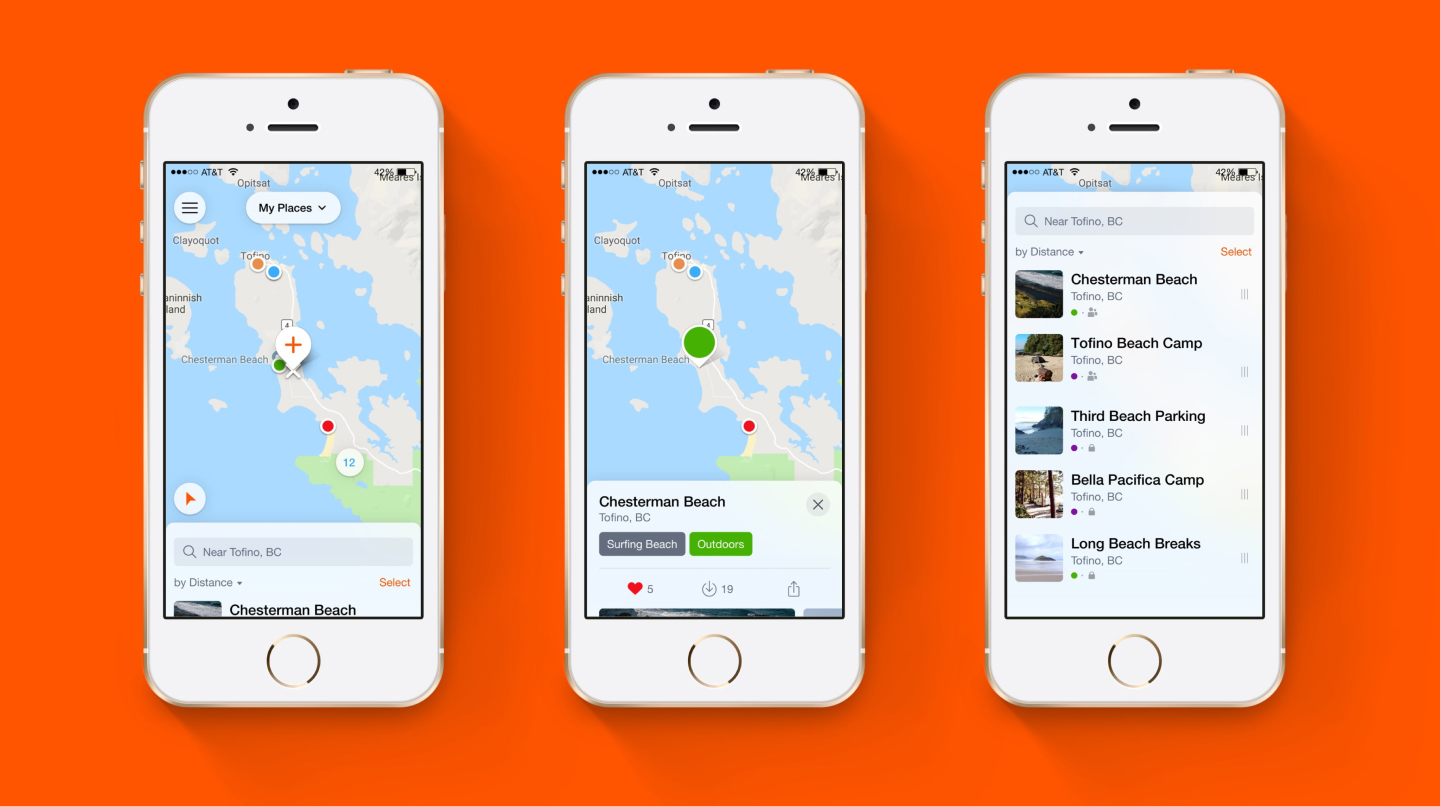 ●●●○○ AT&T 42%
Opitsat
Meares Is
My Places
Clayoquot
Tofino
aninnish
land
4
Chesterman Beach
12
Near Tofino, BC
by Distance
Select
Chesterman Beach
●●●○○ AT&T 42%
Opitsat
Meares Is
Clayoquot
Tofino
aninnish
land
4
Chesterman Beach
Chesterman Beach
Tofino, BC
Surfing Beach
Outdoors
5
19
●●●○○ AT&T 42%
Opitsat
Meares Is
Near Tofino, BC
by Distance
Select
Chesterman Beach
Tofino, BC
Tofino Beach Camp
Tofino, BC
Third Beach Parking
Tofino, BC
Bella Pacifica Camp
Tofino, BC
Long Beach Breaks
Tofino, BC